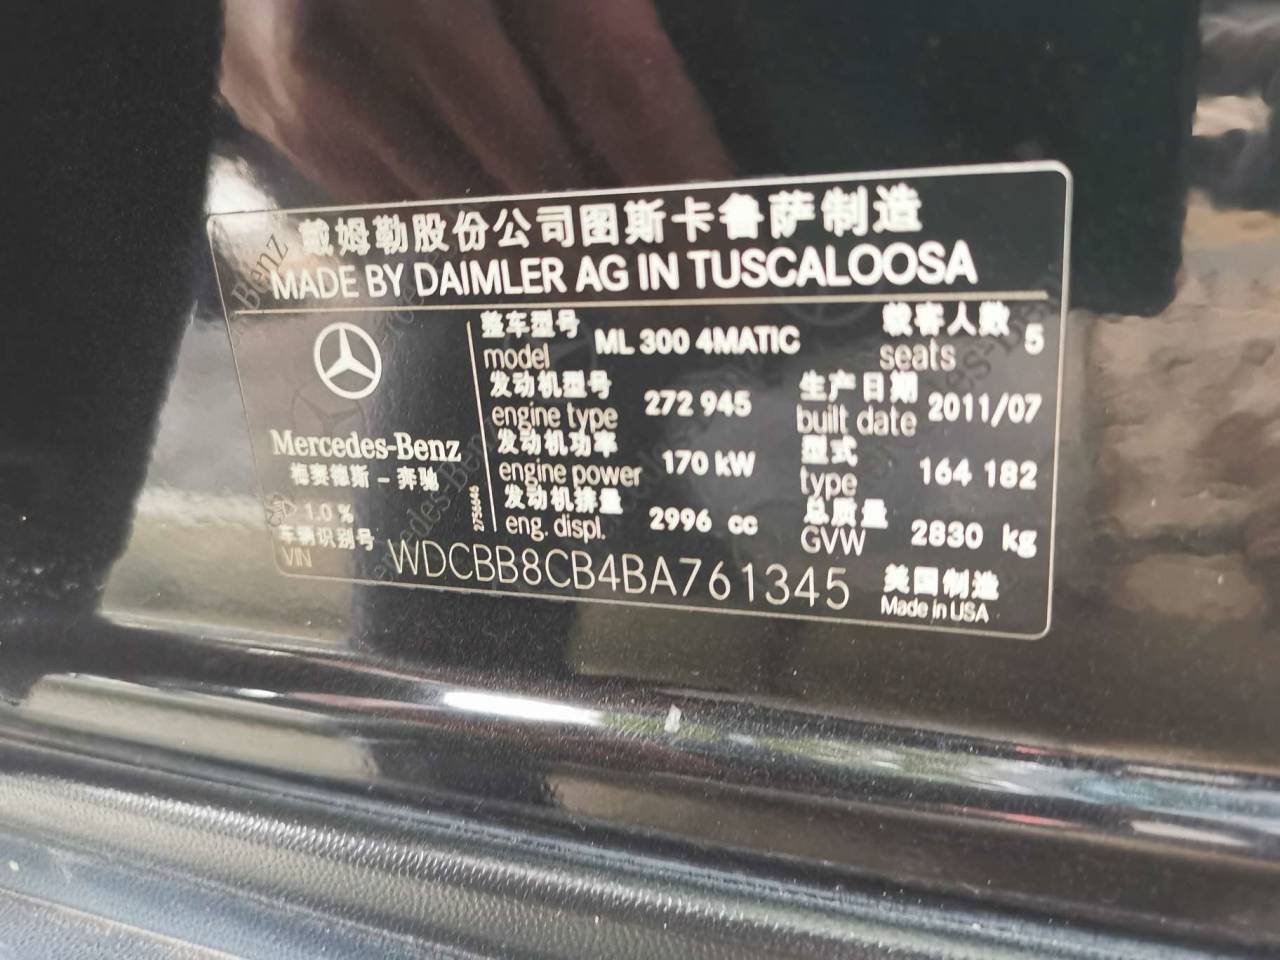 戴姆勒股份公司图斯卡鲁萨制造
MADE BY DAIMLER AG IN TUSCALOOSA
整车型号 model ML 300 4MATIC 载客人数 seats 5
发动机型号 engine type 272 945 生产日期 built date 2011/07
发动机功率 engine power 170 kW 型式 type 164 182
发动机排量 eng. displ. 2996 cc 总质量 GVW 2830 kg
Mercedes-Benz
梅赛德斯-奔驰
1.0 %
2756646
车辆识别号 VIN WDCBB8CB4BA761345
美国制造
Made in USA